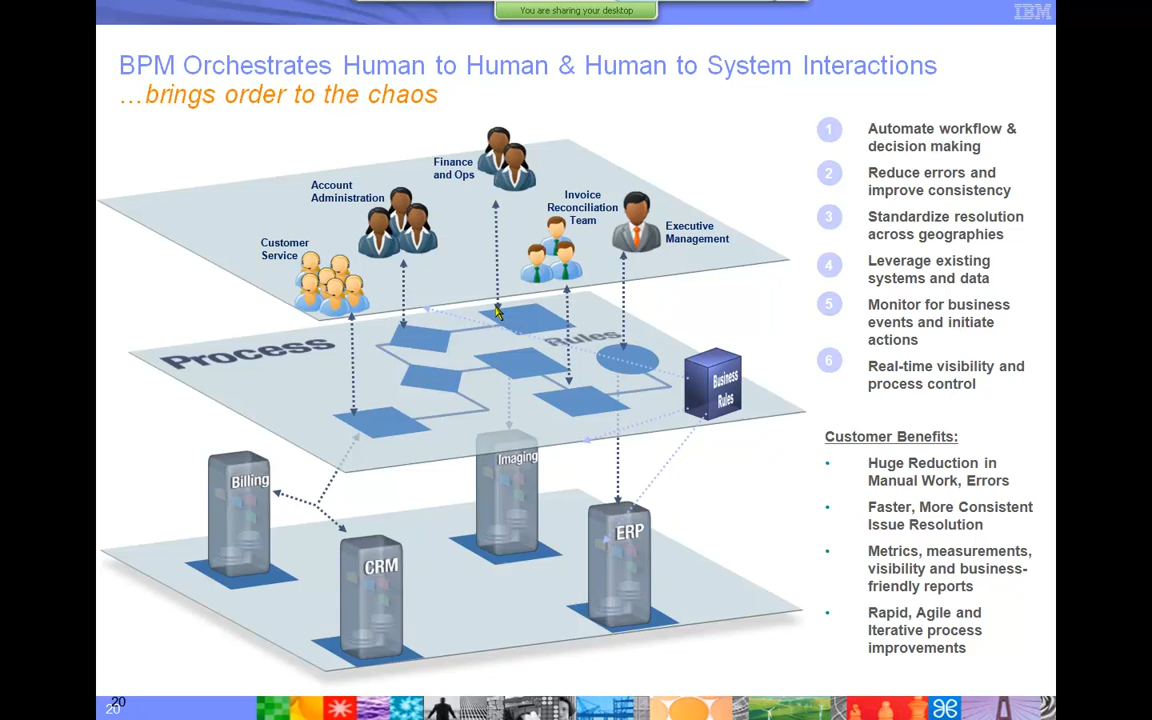 You are sharing your desktop
IBM
BPM Orchestrates Human to Human & Human to System Interactions
…brings order to the chaos
Finance
and Ops
Account
Administration
Invoice
Reconciliation
Team
Executive
Management
Customer
Service
Process
Rules
Business
Rules
Billing
Imaging
CRM
ERP
1
Automate workflow &
decision making
2
Reduce errors and
improve consistency
3
Standardize resolution
across geographies
4
Leverage existing
systems and data
5
Monitor for business
events and initiate
actions
6
Real-time visibility and
process control
Customer Benefits:
• Huge Reduction in
Manual Work, Errors
• Faster, More Consistent
Issue Resolution
• Metrics, measurements,
visibility and business-
friendly reports
• Rapid, Agile and
Iterative process
improvements
20
20